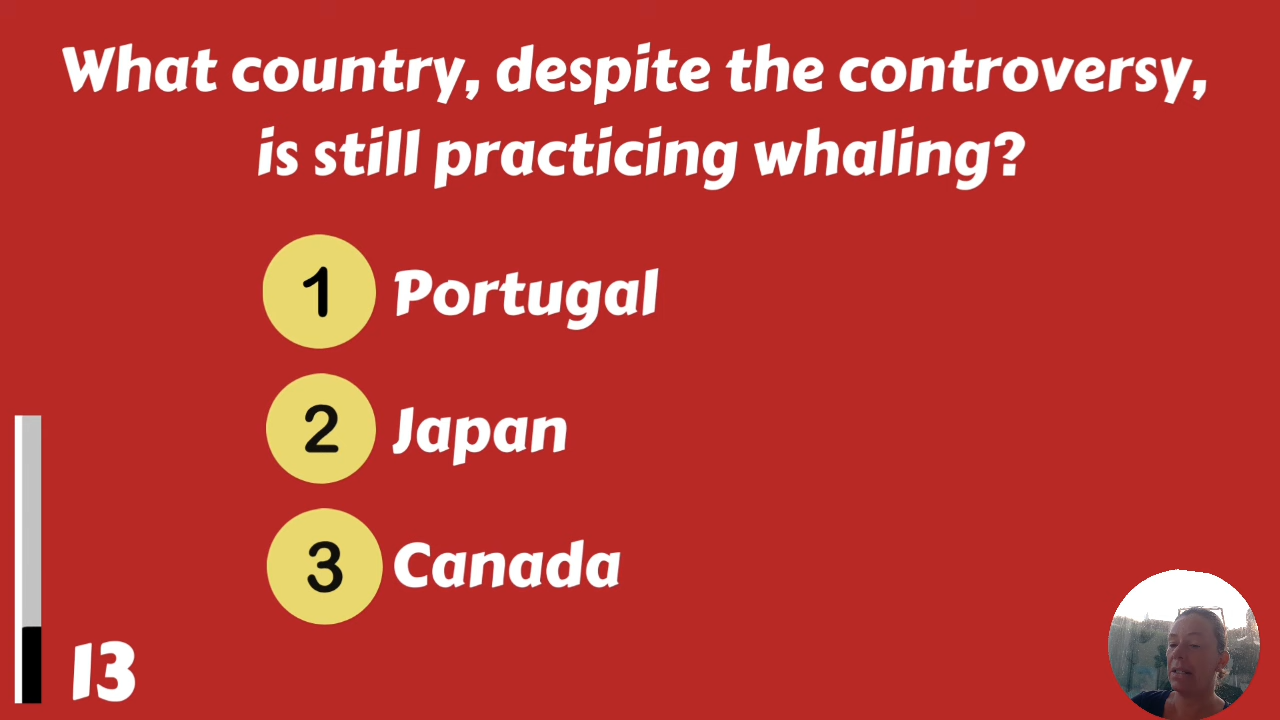 What country, despite the controversy,
is still practicing whaling?
1 Portugal
2 Japan
3 Canada
13